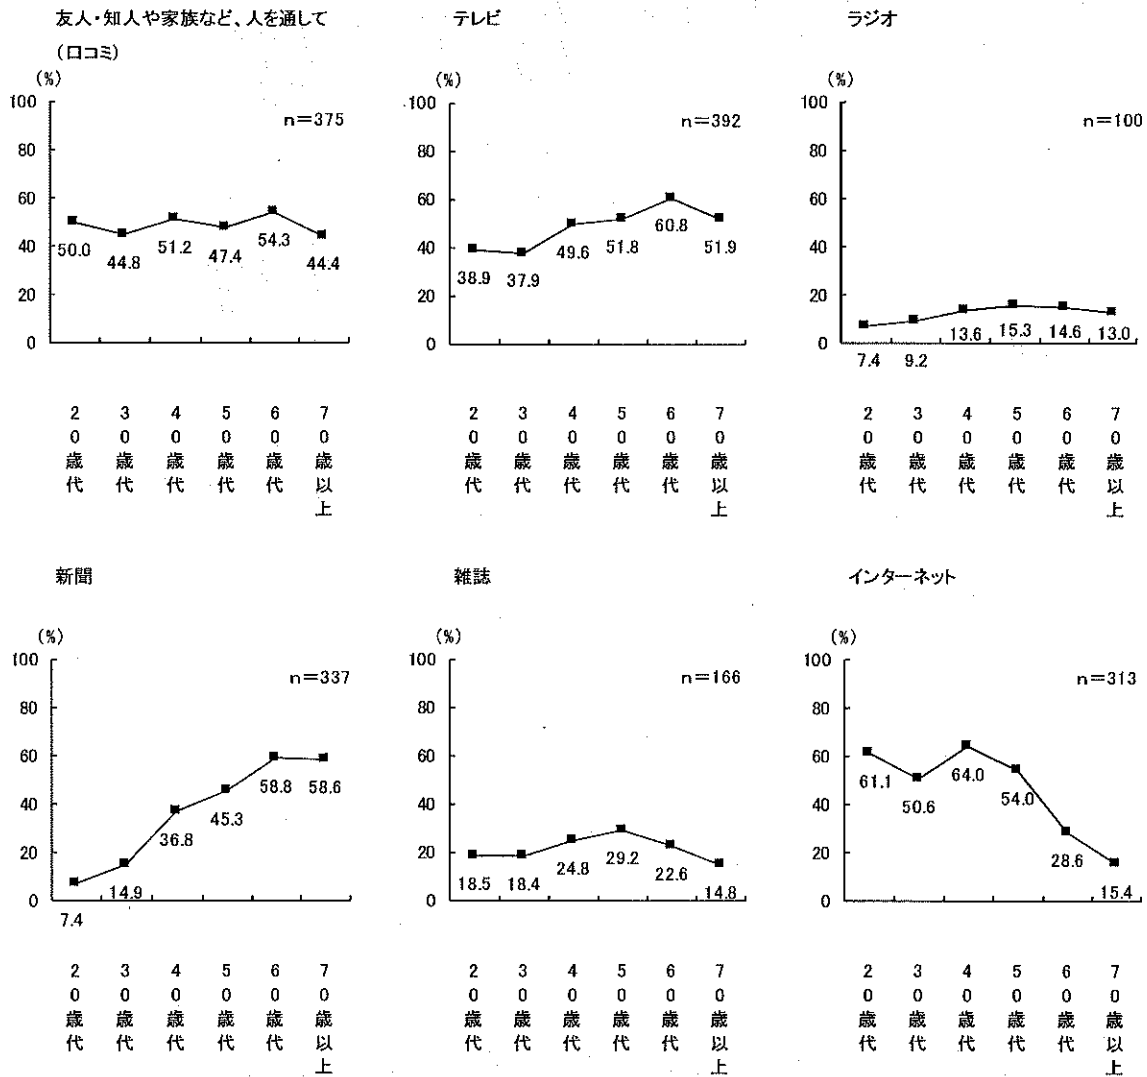 友人・知人や家族など、人を通して
（口コミ）
(%)
100
80
60
40
20
0
n=375
50.0
44.8
51.2
47.4
54.3
44.4
20歳代
30歳代
40歳代
50歳代
60歳代
70歳以上
テレビ
(%)
100
80
60
40
20
0
n=392
38.9
37.9
49.6
51.8
60.8
51.9
20歳代
30歳代
40歳代
50歳代
60歳代
70歳以上
ラジオ
(%)
100
80
60
40
20
0
n=100
7.4
9.2
13.6
15.3
14.6
13.0
20歳代
30歳代
40歳代
50歳代
60歳代
70歳以上
新聞
(%)
100
80
60
40
20
0
n=337
7.4
14.9
36.8
45.3
58.8
58.6
20歳代
30歳代
40歳代
50歳代
60歳代
70歳以上
雑誌
(%)
100
80
60
40
20
0
n=166
18.5
18.4
24.8
29.2
22.6
14.8
20歳代
30歳代
40歳代
50歳代
60歳代
70歳以上
インターネット
(%)
100
80
60
40
20
0
n=313
61.1
50.6
64.0
54.0
28.6
15.4
20歳代
30歳代
40歳代
50歳代
60歳代
70歳以上